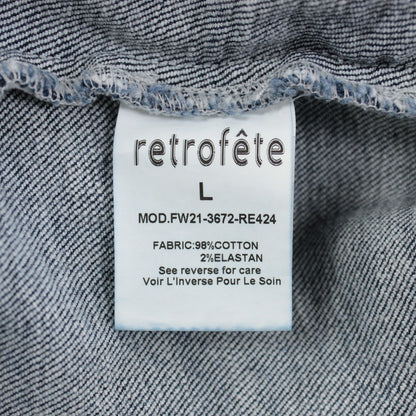 retrofête
L
MOD.FW21-3672-RE424
FABRIC:98%COTTON
2%ELASTAN
See reverse for care
Voir L'Inverse Pour Le Soin